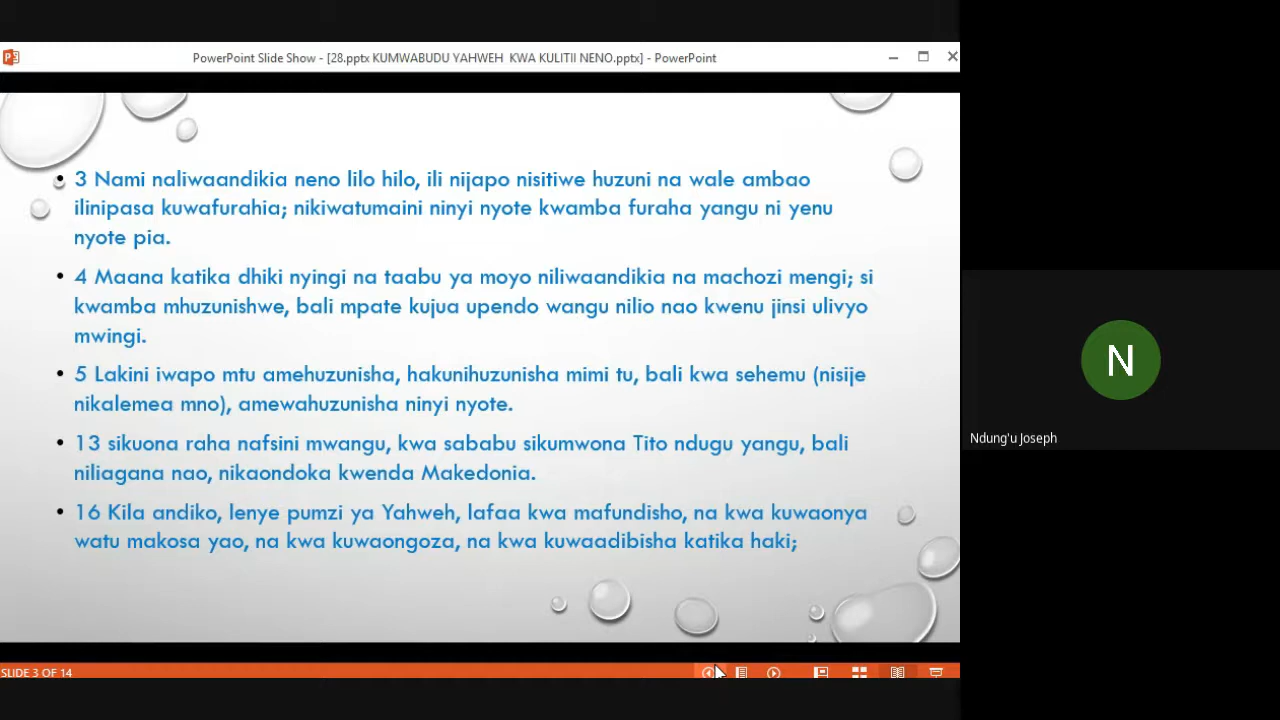 PowerPoint Slide Show - [28.pptx KUMWABUDU YAHWEH KWA KULITII NENO.pptx] - PowerPoint
• 3 Nami naliwaandikia neno lilo hilo, ili nijapo nisitiwe huzuni na wale ambao
ilinipasa kuwafurahia; nikiwatumaini ninyi nyote kwamba furaha yangu ni yenu
nyote pia.
• 4 Maana katika dhiki nyingi na taabu ya moyo niliwaandikia na machozi mengi; si
kwamba mhuzunishwe, bali mpate kujua upendo wangu nilio nao kwenu jinsi ulivyo
mwingi.
• 5 Lakini iwapo mtu amehuzunisha, hakunihuzunisha mimi tu, bali kwa sehemu (nisije
nikalemea mno), amewahuzunisha ninyi nyote.
• 13 sikuona raha nafsini mwangu, kwa sababu sikumwona Tito ndugu yangu, bali
niliagana nao, nikaondoka kwenda Makedonia.
• 16 Kila andiko, lenye pumzi ya Yahweh, lafaa kwa mafundisho, na kwa kuwaonya
watu makosa yao, na kwa kuwaongoza, na kwa kuwaadibisha katika haki;
SLIDE 3 OF 14
N
Ndung'u Joseph